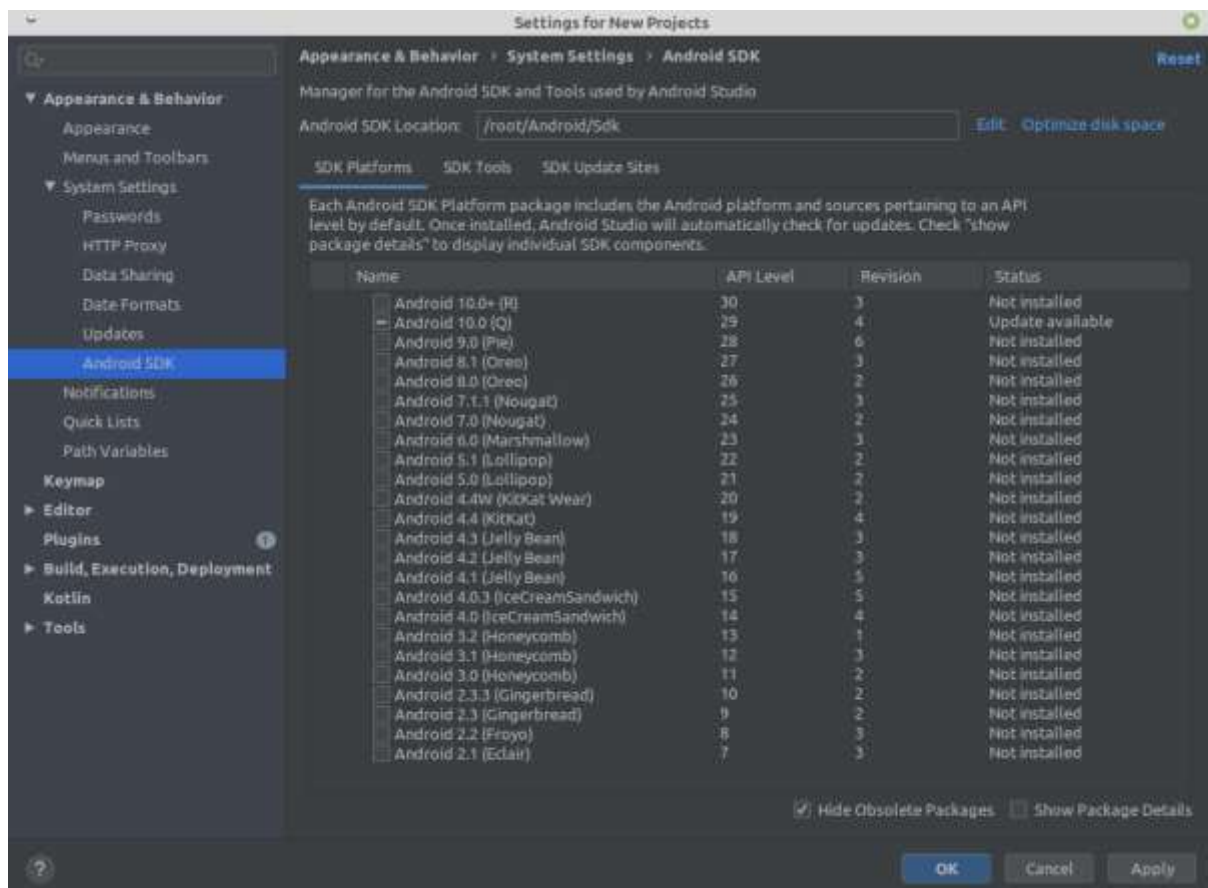 Settings for New Projects
Appearance & Behavior
Appearance
Menus and Toolbars
System Settings
Passwords
HTTP Proxy
Data Sharing
Date Formats
Updates
Android SDK
Notifications
Quick Lists
Path Variables
Keymap
Editor
Plugins 1
Build, Execution, Deployment
Kotlin
Tools
Appearance & Behavior › System Settings › Android SDK Reset
Manager for the Android SDK and Tools used by Android Studio
Android SDK Location: /root/Android/Sdk Edit Optimize disk space
SDK Platforms SDK Tools SDK Update Sites
Each Android SDK Platform package includes the Android platform and sources pertaining to an API
level by default. Once installed, Android Studio will automatically check for updates. Check "show
package details" to display individual SDK components.
Name API Level Revision Status
Android 10.0+ (R) 30 3 Not installed
Android 10.0 (Q) 29 4 Update available
Android 9.0 (Pie) 28 6 Not installed
Android 8.1 (Oreo) 27 3 Not installed
Android 8.0 (Oreo) 26 2 Not installed
Android 7.1.1 (Nougat) 25 3 Not installed
Android 7.0 (Nougat) 24 2 Not installed
Android 6.0 (Marshmallow) 23 3 Not installed
Android 5.1 (Lollipop) 22 2 Not installed
Android 5.0 (Lollipop) 21 2 Not installed
Android 4.4W (KitKat Wear) 20 2 Not installed
Android 4.4 (KitKat) 19 4 Not installed
Android 4.3 (Jelly Bean) 18 3 Not installed
Android 4.2 (Jelly Bean) 17 3 Not installed
Android 4.1 (Jelly Bean) 16 5 Not installed
Android 4.0.3 (IceCreamSandwich) 15 5 Not installed
Android 4.0 (IceCreamSandwich) 14 4 Not installed
Android 3.2 (Honeycomb) 13 1 Not installed
Android 3.1 (Honeycomb) 12 3 Not installed
Android 3.0 (Honeycomb) 11 2 Not installed
Android 2.3.3 (Gingerbread) 10 2 Not installed
Android 2.3 (Gingerbread) 9 2 Not installed
Android 2.2 (Froyo) 8 3 Not installed
Android 2.1 (Eclair) 7 3 Not installed
Hide Obsolete Packages Show Package Details
? OK Cancel Apply